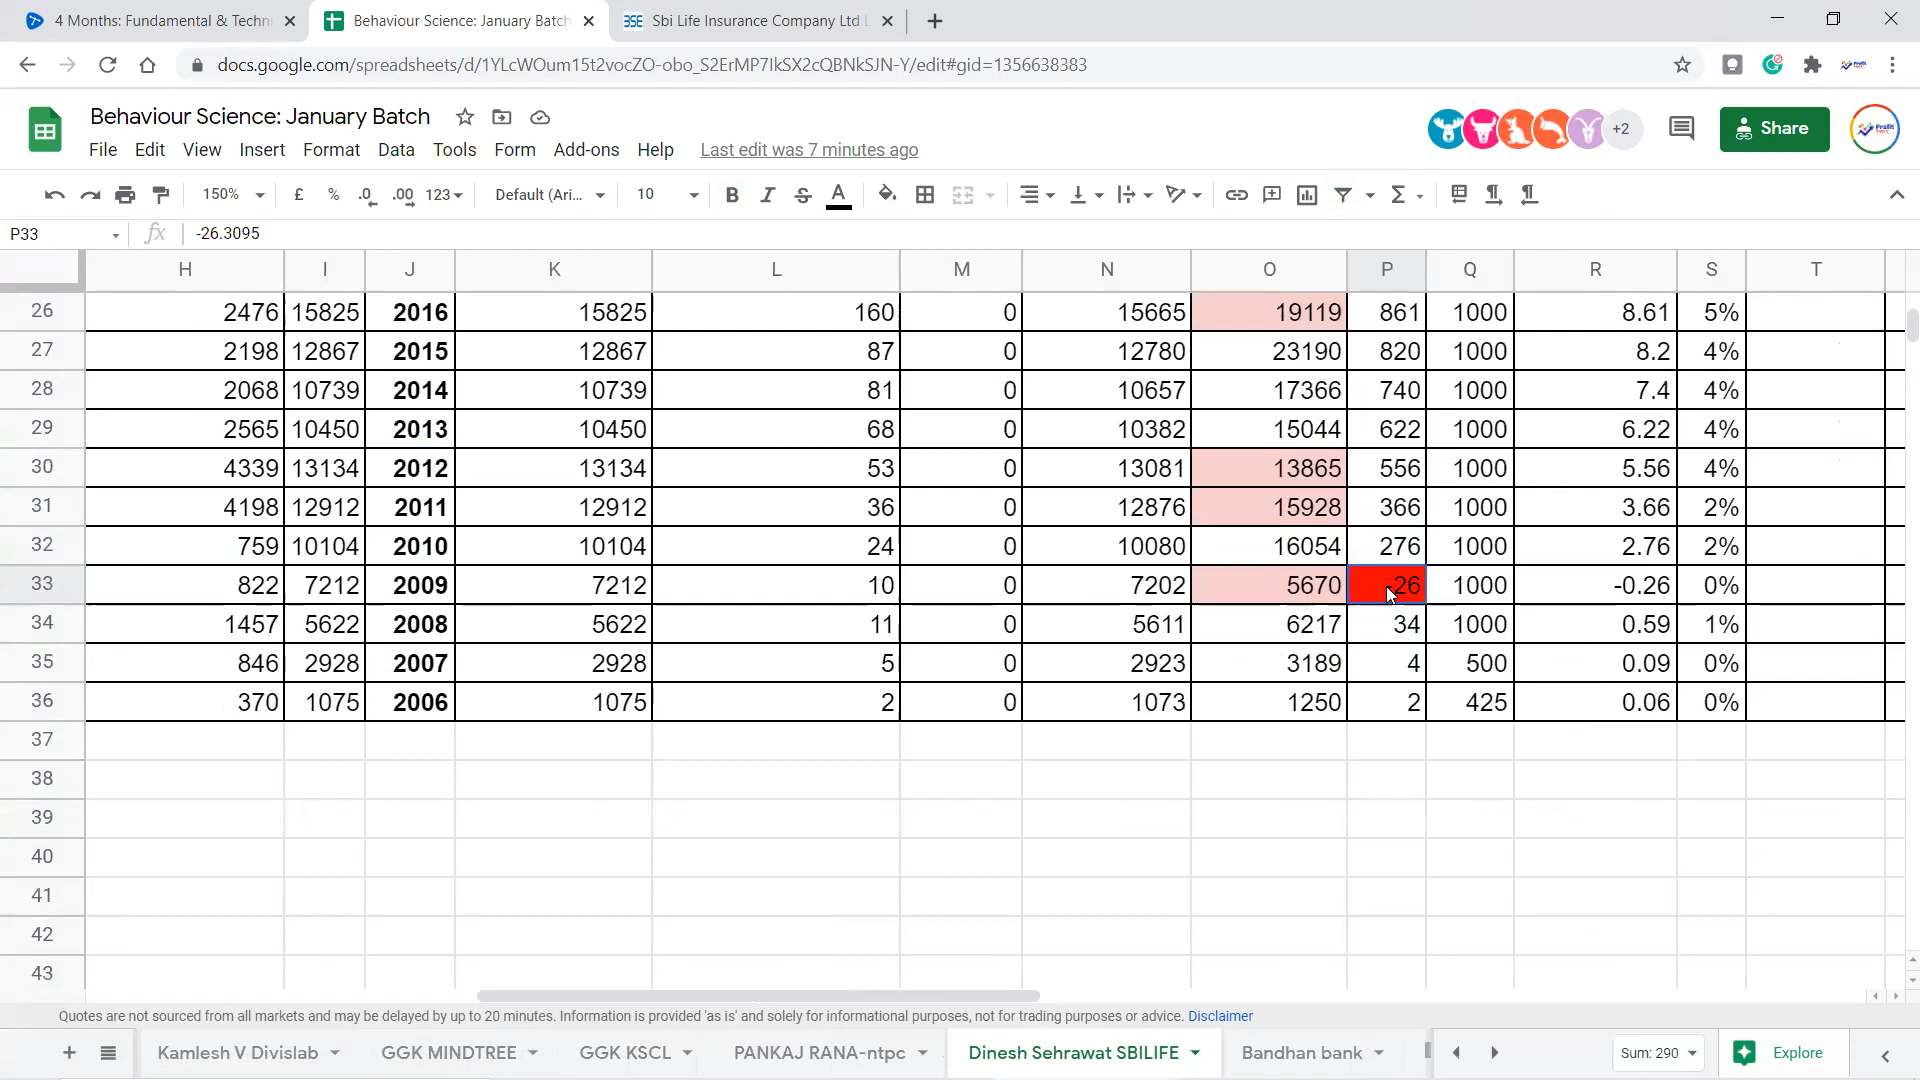 4 Months: Fundamental & Techni
Behaviour Science: January Batch
Sbi Life Insurance Company Ltd L
docs.google.com/spreadsheets/d/1YLcWOum15t2vocZO-obo_S2ErMP7IkSX2cQBNkSJN-Y/edit#gid=1356638383
Behaviour Science: January Batch
+2
Share
File Edit View Insert Format Data Tools Form Add-ons Help Last edit was 7 minutes ago
150% £ % .0 .00 123 Default (Ari... 10 B I S A Σ
P33 fx -26.3095
H I J K L M N O P Q R S T
26 2476 15825 2016 15825 160 0 15665 19119 861 1000 8.61 5%
27 2198 12867 2015 12867 87 0 12780 23190 820 1000 8.2 4%
28 2068 10739 2014 10739 81 0 10657 17366 740 1000 7.4 4%
29 2565 10450 2013 10450 68 0 10382 15044 622 1000 6.22 4%
30 4339 13134 2012 13134 53 0 13081 13865 556 1000 5.56 4%
31 4198 12912 2011 12912 36 0 12876 15928 366 1000 3.66 2%
32 759 10104 2010 10104 24 0 10080 16054 276 1000 2.76 2%
33 822 7212 2009 7212 10 0 7202 5670 -26 1000 -0.26 0%
34 1457 5622 2008 5622 11 0 5611 6217 34 1000 0.59 1%
35 846 2928 2007 2928 5 0 2923 3189 4 500 0.09 0%
36 370 1075 2006 1075 2 0 1073 1250 2 425 0.06 0%
37
38
39
40
41
42
43
Quotes are not sourced from all markets and may be delayed by up to 20 minutes. Information is provided 'as is' and solely for informational purposes, not for trading purposes or advice. Disclaimer
Kamlesh V Divislab GGK MINDTREE GGK KSCL PANKAJ RANA-ntpc Dinesh Sehrawat SBILIFE Bandhan bank Sum: 290 Explore